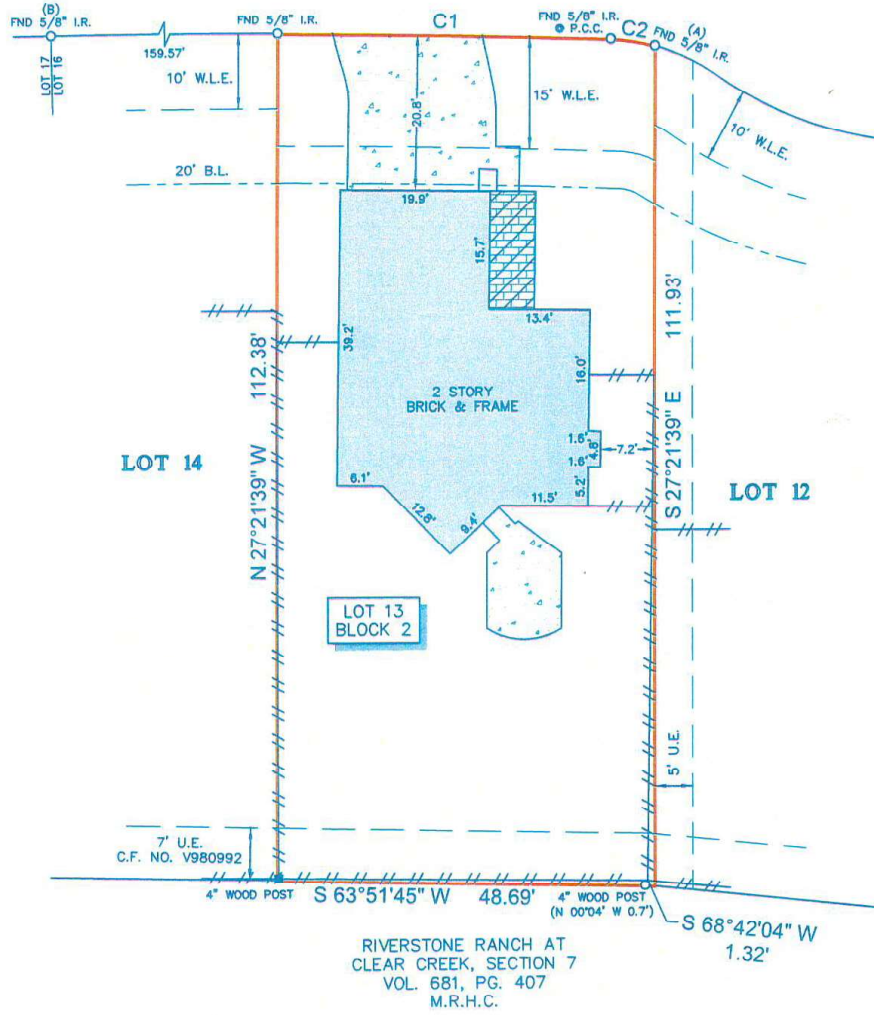 (B)
FND 5/8" I.R.
FND 5/8" I.R.
C1
FND 5/8" I.R.
P.C.C.
C2
(A)
FND 5/8" I.R.
LOT 17
LOT 16
159.57'
10' W.L.E.
20.8'
15' W.L.E.
10' W.L.E.
20' B.L.
19.9'
15.7'
13.4'
39.2'
112.38'
N 27°21'39" W
2 STORY
BRICK & FRAME
16.0'
111.93'
S 27°21'39" E
1.6'
4.6'
1.6'
7.2'
5.2'
LOT 14
LOT 12
6.1'
12.8'
9.4'
11.5'
LOT 13
BLOCK 2
5' U.E.
7' U.E.
C.F. NO. V980992
4" WOOD POST
S 63°51'45" W 48.69'
4" WOOD POST
(N 00°04' W 0.7')
S 68°42'04" W
1.32'
RIVERSTONE RANCH AT
CLEAR CREEK, SECTION 7
VOL. 681, PG. 407
M.R.H.C.